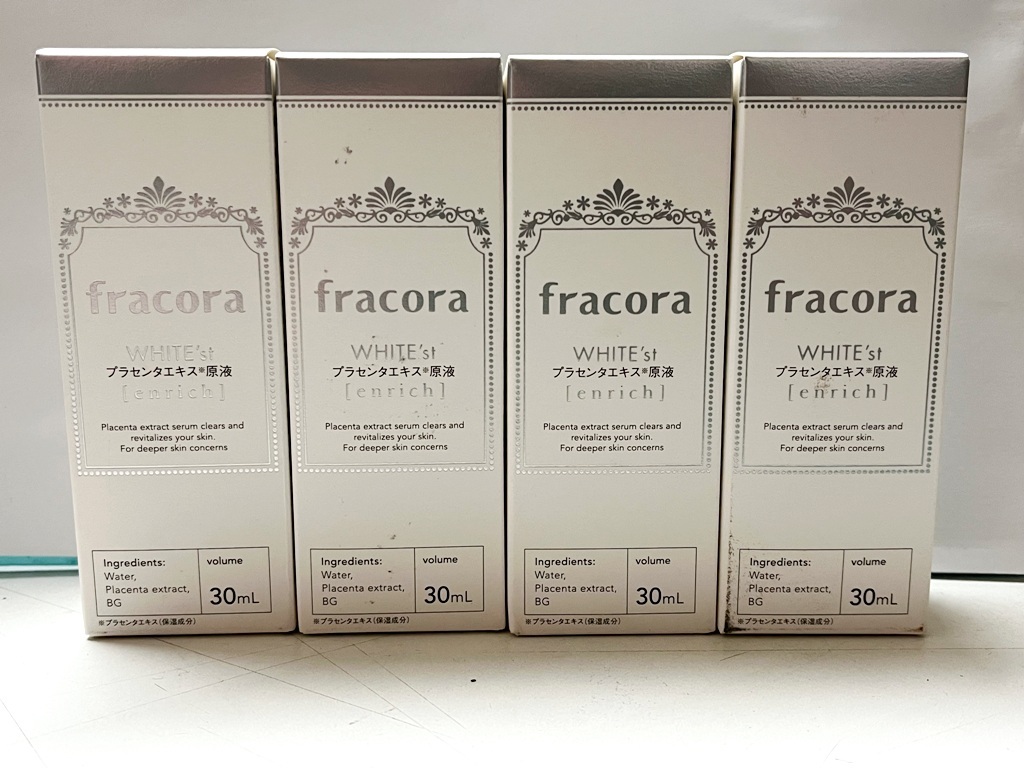 fracora
WHITE'st
プラセンタエキス※原液
[enrich]
Placenta extract serum clears and
revitalizes your skin.
For deeper skin concerns
Ingredients:
Water,
Placenta extract,
BG
volume
30mL
※プラセンタエキス(保湿成分)
fracora
WHITE'st
プラセンタエキス※原液
[enrich]
Placenta extract serum clears and
revitalizes your skin.
For deeper skin concerns
Ingredients:
Water,
Placenta extract,
BG
volume
30mL
※プラセンタエキス(保湿成分)
fracora
WHITE'st
プラセンタエキス※原液
[enrich]
Placenta extract serum clears and
revitalizes your skin.
For deeper skin concerns
Ingredients:
Water,
Placenta extract,
BG
volume
30mL
※プラセンタエキス(保湿成分)
fracora
WHITE'st
プラセンタエキス※原液
[enrich]
Placenta extract serum clears and
revitalizes your skin.
For deeper skin concerns
Ingredients:
Water,
Placenta extract,
BG
volume
30mL
※プラセンタエキス(保湿成分)